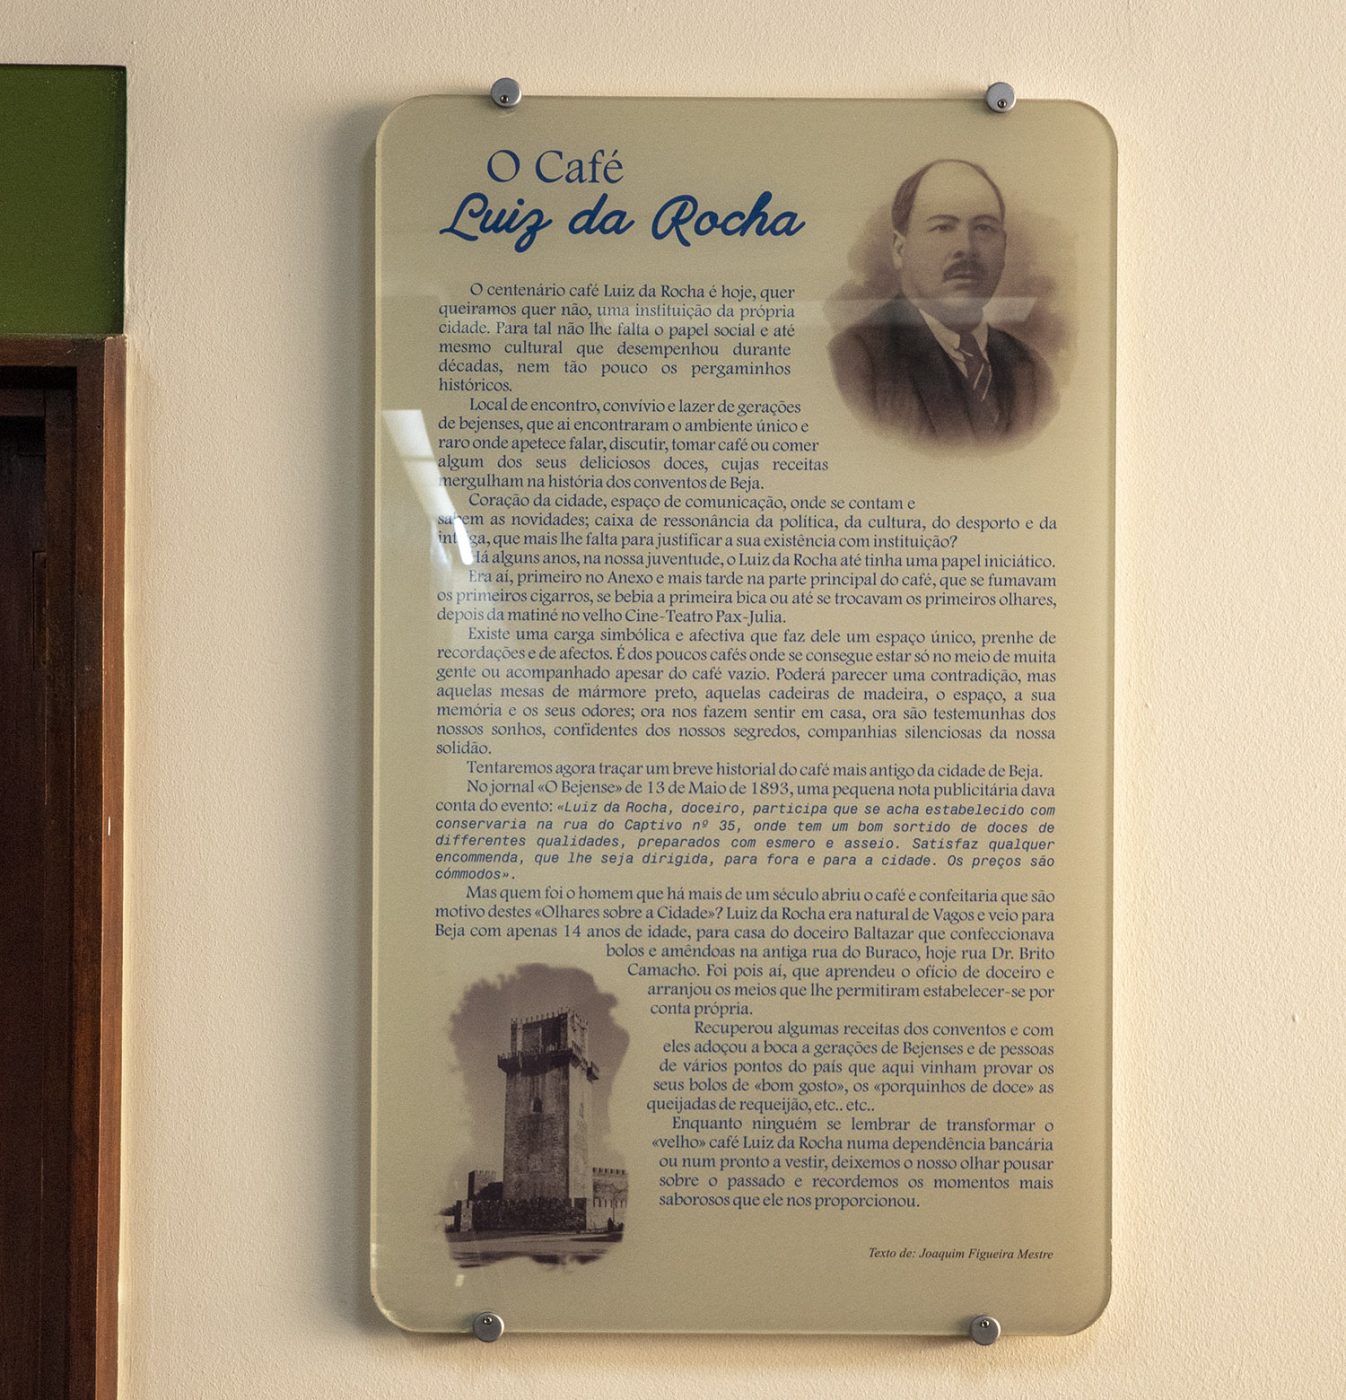 O Café
Luiz da Rocha
O centenário café Luiz da Rocha é hoje, quer
queiramos quer não, uma instituição da própria
cidade. Para tal não lhe falta o papel social e até
mesmo cultural que desempenhou durante
décadas, nem tão pouco os pergaminhos
históricos.
Local de encontro, convívio e lazer de gerações
de bejenses, que ai encontraram o ambiente único e
raro onde apetece falar, discutir, tomar café ou comer
algum dos seus deliciosos doces, cujas receitas
mergulham na história dos conventos de Beja.
Coração da cidade, espaço de comunicação, onde se contam e
sabem as novidades; caixa de ressonância da política, da cultura, do desporto e da
intriga, que mais lhe falta para justificar a sua existência com instituição?
Há alguns anos, na nossa juventude, o Luiz da Rocha até tinha uma papel iniciático.
Era aí, primeiro no Anexo e mais tarde na parte principal do café, que se fumavam
os primeiros cigarros, se bebia a primeira bica ou até se trocavam os primeiros olhares,
depois da matiné no velho Cine-Teatro Pax-Julia.
Existe uma carga simbólica e afectiva que faz dele um espaço único, prenhe de
recordações e de afectos. É dos poucos cafés onde se consegue estar só no meio de muita
gente ou acompanhado apesar do café vazio. Poderá parecer uma contradição, mas
aquelas mesas de mármore preto, aquelas cadeiras de madeira, o espaço, a sua
memória e os seus odores; ora nos fazem sentir em casa, ora são testemunhas dos
nossos sonhos, confidentes dos nossos segredos, companhias silenciosas da nossa
solidão.
Tentaremos agora traçar um breve historial do café mais antigo da cidade de Beja.
No jornal «O Bejense» de 13 de Maio de 1893, uma pequena nota publicitária dava
conta do evento: «Luiz da Rocha, doceiro, participa que se acha estabelecido com
conservaria na rua do Captivo nº 35, onde tem um bom sortido de doces de
differentes qualidades, preparados com esmero e asseio. Satisfaz qualquer
encommenda, que lhe seja dirigida, para fora e para a cidade. Os preços são
cómmodos».
Mas quem foi o homem que há mais de um século abriu o café e confeitaria que são
motivo destes «Olhares sobre a Cidade»? Luiz da Rocha era natural de Vagos e veio para
Beja com apenas 14 anos de idade, para casa do doceiro Baltazar que confeccionava
bolos e amêndoas na antiga rua do Buraco, hoje rua Dr. Brito
Camacho. Foi pois aí, que aprendeu o ofício de doceiro e
arranjou os meios que lhe permitiram estabelecer-se por
conta própria.
Recuperou algumas receitas dos conventos e com
eles adoçou a boca a gerações de Bejenses e de pessoas
de vários pontos do país que aqui vinham provar os
seus bolos de «bom gosto», os «porquinhos de doce» as
queijadas de requeijão, etc.. etc..
Enquanto ninguém se lembrar de transformar o
«velho» café Luiz da Rocha numa dependência bancária
ou num pronto a vestir, deixemos o nosso olhar pousar
sobre o passado e recordemos os momentos mais
saborosos que ele nos proporcionou.
Texto de: Joaquim Figueira Mestre